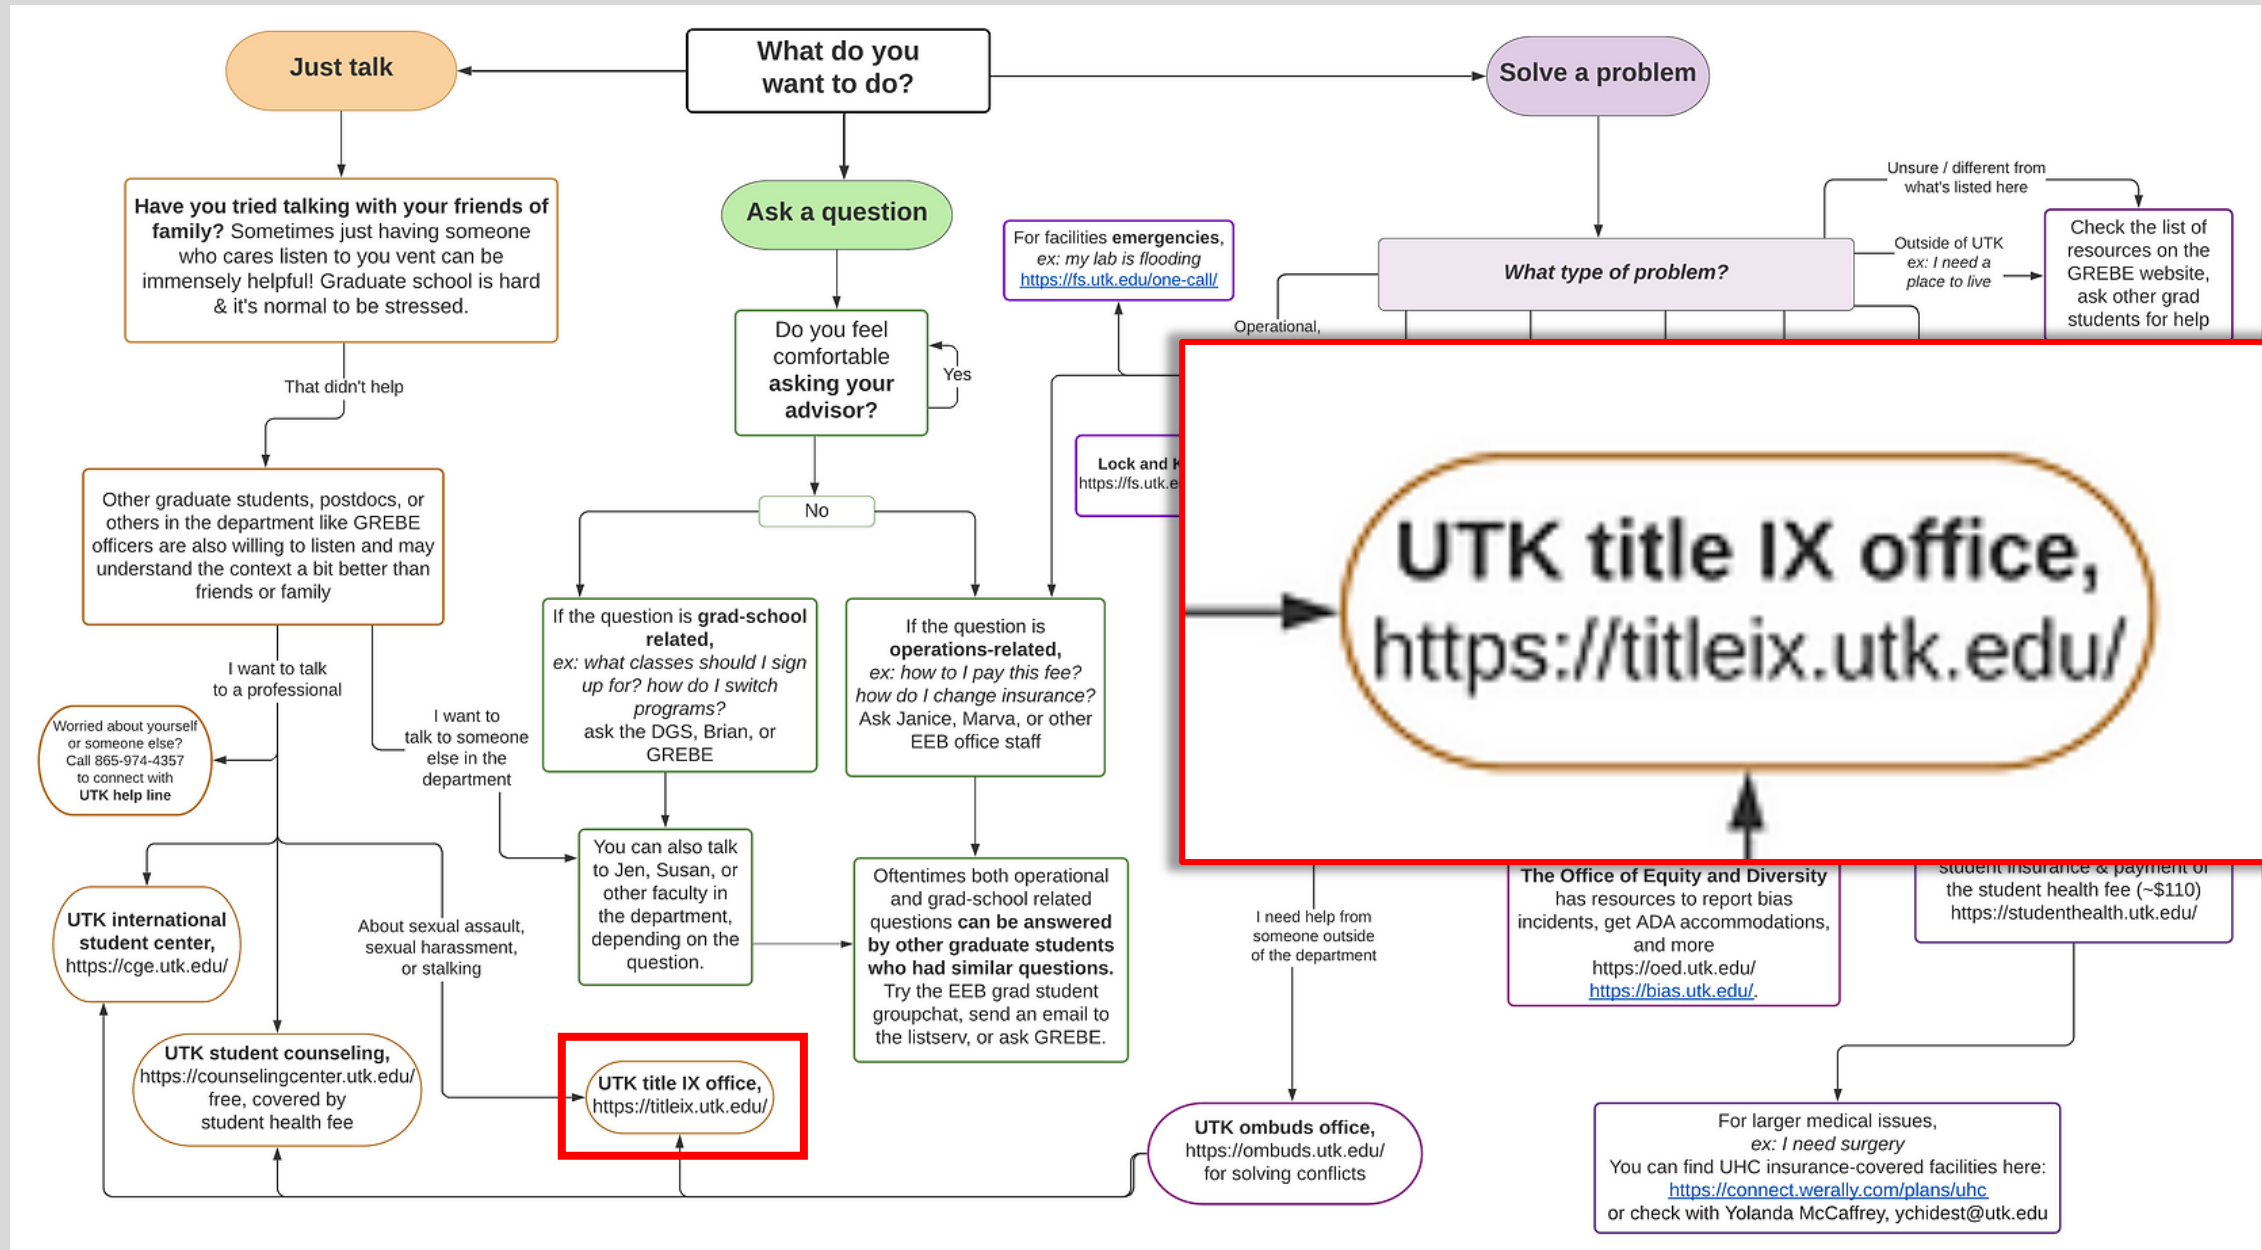 What do you
want to do?
Just talk
Solve a problem
Have you tried talking with your friends of
family? Sometimes just having someone
who cares listen to you vent can be
immensely helpful! Graduate school is hard
& it's normal to be stressed.
That didn't help
Other graduate students, postdocs, or
others in the department like GREBE
officers are also willing to listen and may
understand the context a bit better than
friends or family
I want to talk
to a professional
Worried about yourself
or someone else?
Call 865-974-4357
to connect with
UTK help line
I want to
talk to someone
else in the
department
UTK international
student center,
https://cge.utk.edu/
About sexual assault,
sexual harassment,
or stalking
UTK student counseling,
https://counselingcenter.utk.edu/
free, covered by
student health fee
UTK title IX office,
https://titleix.utk.edu/
Ask a question
Do you feel
comfortable
asking your
advisor?
Yes
No
If the question is grad-school
related,
ex: what classes should I sign
up for? how do I switch
programs?
ask the DGS, Brian, or
GREBE
If the question is
operations-related,
ex: how to I pay this fee?
how do I change insurance?
Ask Janice, Marva, or other
EEB office staff
You can also talk
to Jen, Susan, or
other faculty in
the department,
depending on the
question.
Oftentimes both operational
and grad-school related
questions can be answered
by other graduate students
who had similar questions.
Try the EEB grad student
groupchat, send an email to
the listserv, or ask GREBE.
For facilities emergencies,
ex: my lab is flooding
https://fs.utk.edu/one-call/
What type of problem?
Unsure / different from
what's listed here
Outside of UTK
ex: I need a
place to live
Check the list of
resources on the
GREBE website,
ask other grad
students for help
Operational,
Lock and
https://fs.utk.e
UTK title IX office,
https://titleix.utk.edu/
I need help from
someone outside
of the department
UTK ombuds office,
https://ombuds.utk.edu/
for solving conflicts
The Office of Equity and Diversity
has resources to report bias
incidents, get ADA accommodations,
and more
https://oed.utk.edu/
https://bias.utk.edu/.
student insurance & payment of
the student health fee (~$110)
https://studenthealth.utk.edu/
For larger medical issues,
ex: I need surgery
You can find UHC insurance-covered facilities here:
https://connect.werally.com/plans/uhc
or check with Yolanda McCaffrey, ychidest@utk.edu